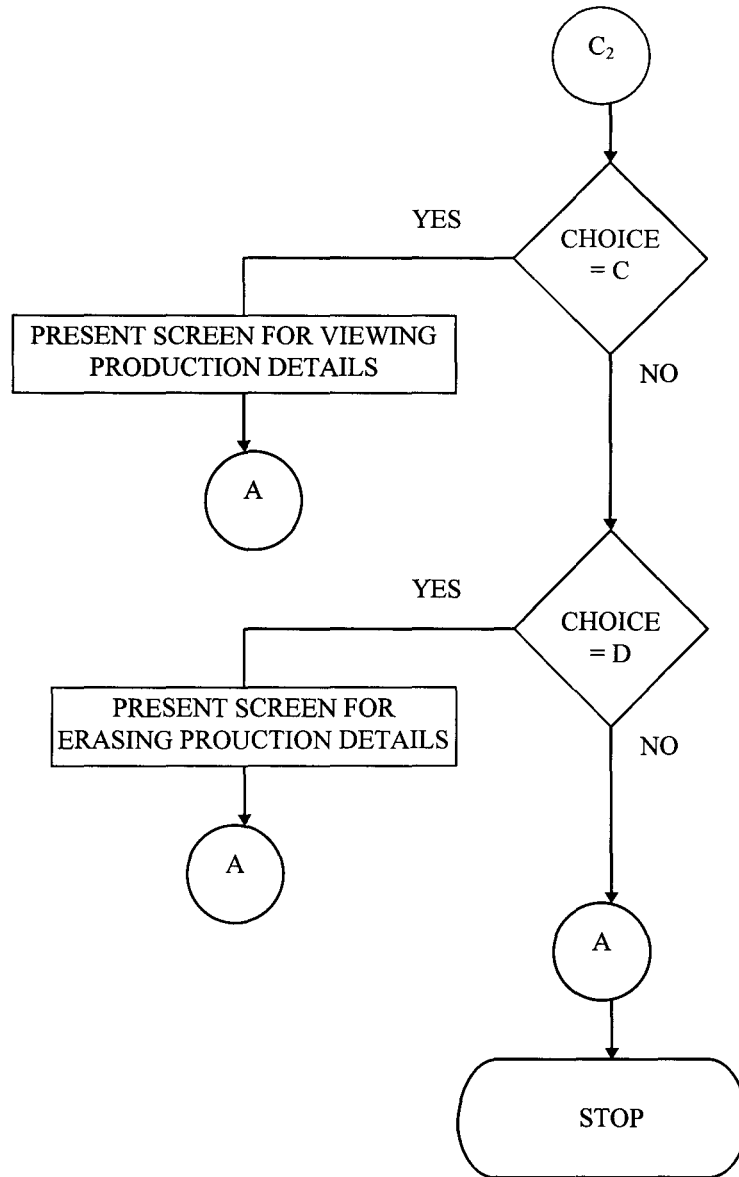 C₂
CHOICE
= C
YES
NO
PRESENT SCREEN FOR VIEWING
PRODUCTION DETAILS
A
CHOICE
= D
YES
NO
PRESENT SCREEN FOR
ERASING PROUCTION DETAILS
A
A
STOP